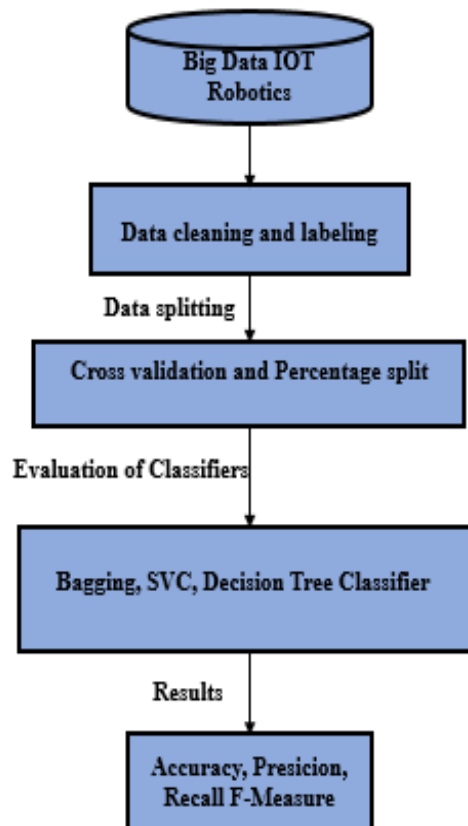 Big Data IOT
Robotics
Data cleaning and labeling
Data splitting
Cross validation and Percentage split
Evaluation of Classifiers
Bagging, SVC, Decision Tree Classifier
Results
Accuracy, Presicion,
Recall F-Measure